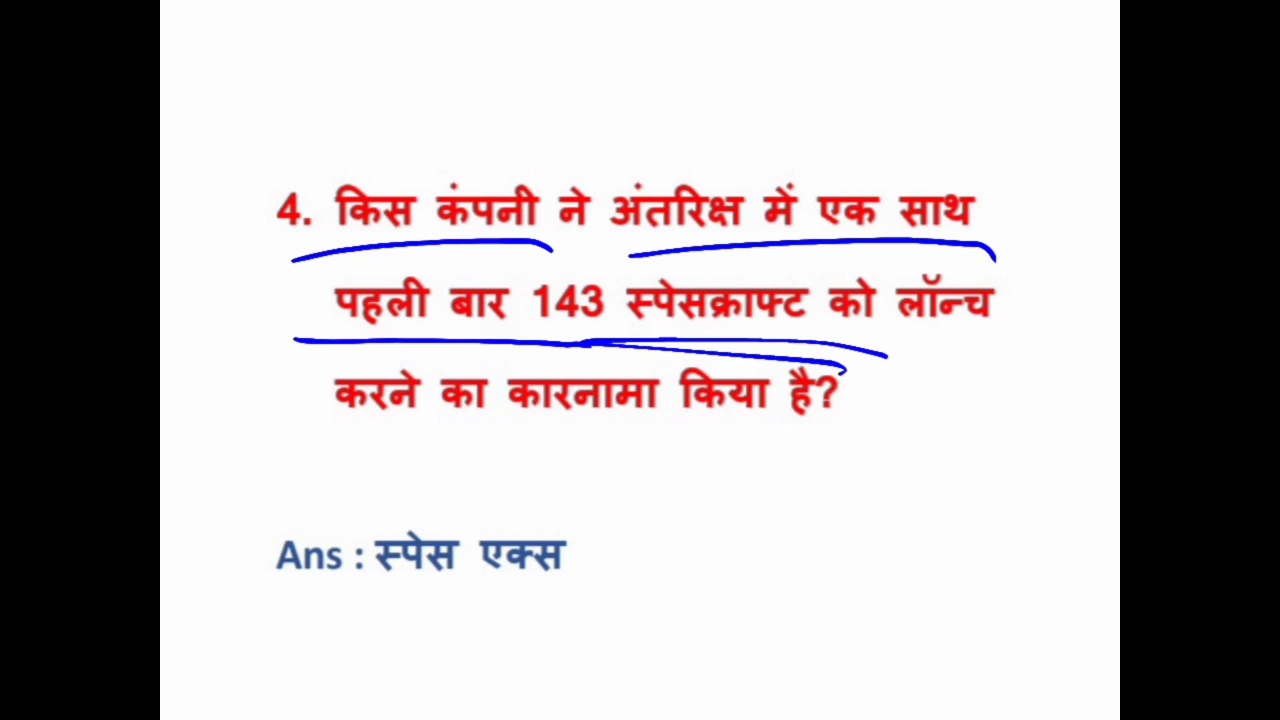 4. किस कंपनी ने अंतरिक्ष में एक साथ
पहली बार 143 स्पेसक्राफ्ट को लॉन्च
करने का कारनामा किया है?
Ans : स्पेस एक्स